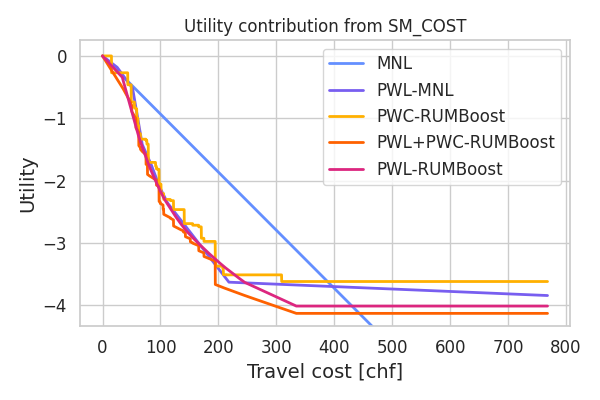 Utility contribution from SM_COST
MNL
PWL-MNL
PWC-RUMBoost
PWL+PWC-RUMBoost
PWL-RUMBoost
Utility
0
−1
−2
−3
−4
0 100 200 300 400 500 600 700 800
Travel cost [chf]